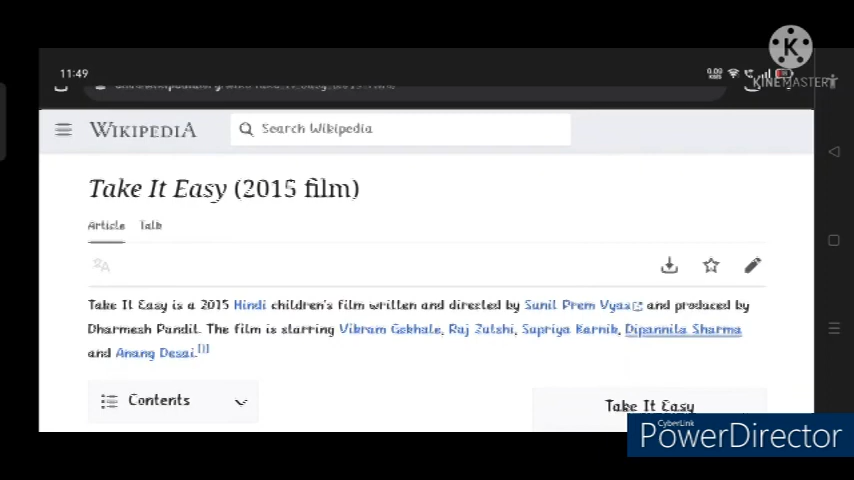 11:49
KINEMASTER
WIKIPEDIA
Search Wikipedia
Take It Easy (2015 film)
Article Talk
Take It Easy is a 2015 Hindi children's film written and directed by Sunil Prem Vyas and produced by
Dharmesh Pandit. The film is starring Vikram Gokhale, Raj Zutshi, Supriya Karnik, Dipannita Sharma
and Anang Desai.[1]
Contents
Take It Easy
CyberLink
PowerDirector